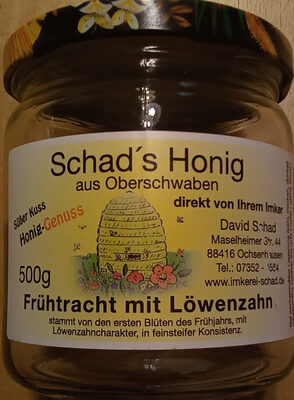 Schad´s Honig
aus Oberschwaben
Süßer Kuss
Honig-Genuss
direkt von Ihrem Imker
David Schad
Maselheimer Str. 44
88416 Ochsenhausen
Tel.: 07352 -
www.imkerei-schad.de
500g
Frühtracht mit Löwenzahn
stammt von den ersten Blüten des Frühjahrs, mit
Löwenzahncharakter, in feinsteifer Konsistenz.